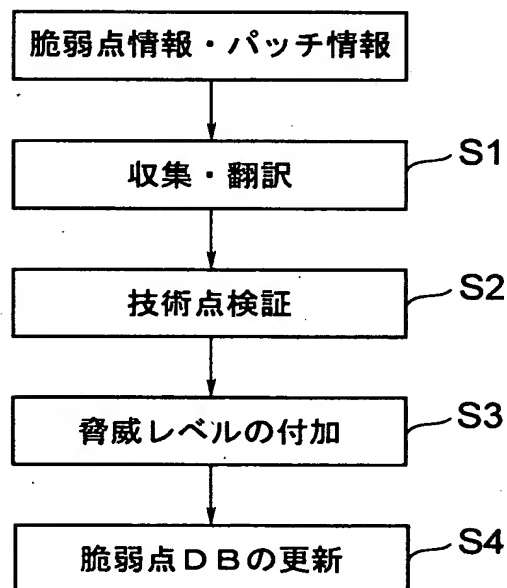 脆弱点情報・パッチ情報
収集・翻訳
S1
技術点検証
S2
脅威レベルの付加
S3
脆弱点DBの更新
S4